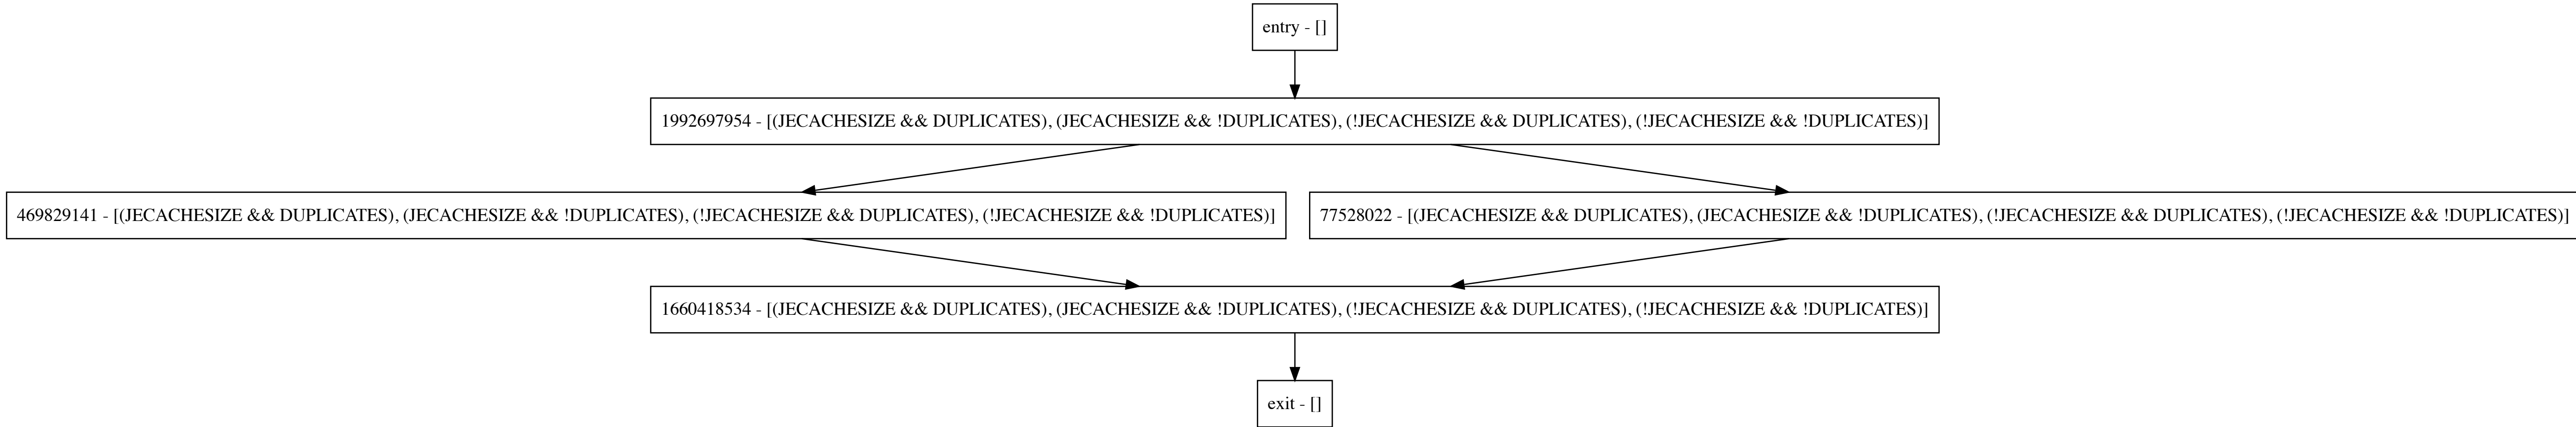 entry - []
1992697954 - [(JECACHESIZE && DUPLICATES), (JECACHESIZE && !DUPLICATES), (!JECACHESIZE && DUPLICATES), (!JECACHESIZE && !DUPLICATES)]
469829141 - [(JECACHESIZE && DUPLICATES), (JECACHESIZE && !DUPLICATES), (!JECACHESIZE && DUPLICATES), (!JECACHESIZE && !DUPLICATES)]
77528022 - [(JECACHESIZE && DUPLICATES), (JECACHESIZE && !DUPLICATES), (!JECACHESIZE && DUPLICATES), (!JECACHESIZE && !DUPLICATES)]
1660418534 - [(JECACHESIZE && DUPLICATES), (JECACHESIZE && !DUPLICATES), (!JECACHESIZE && DUPLICATES), (!JECACHESIZE && !DUPLICATES)]
exit - []